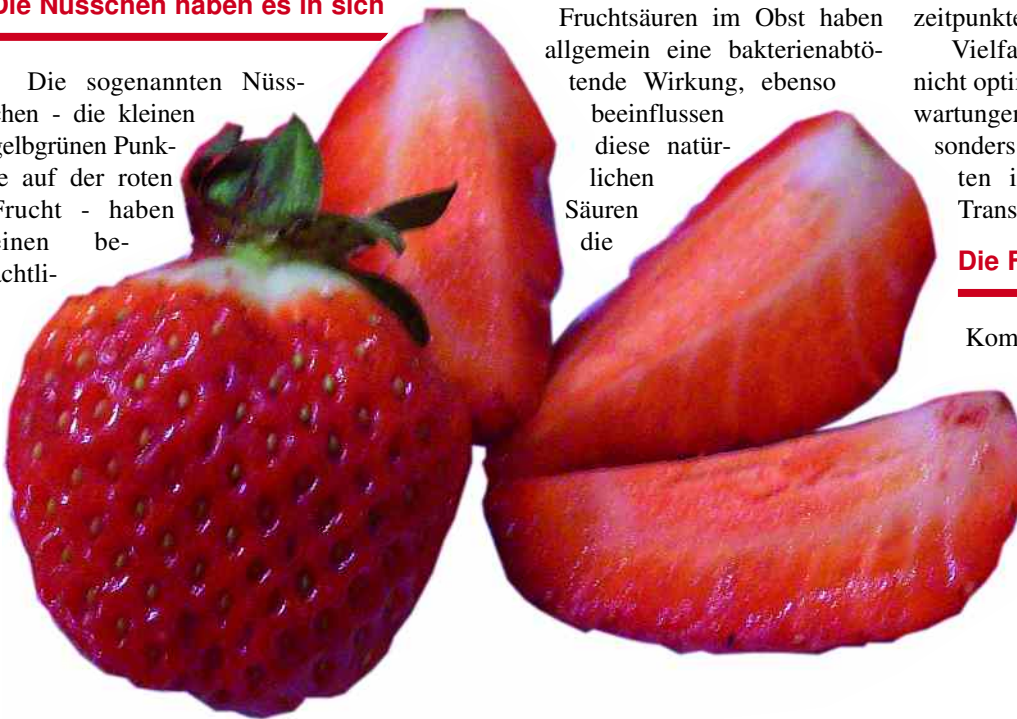 Die Nüsschen haben es in sich
Die sogenannten Nüss-
chen - die kleinen
gelbgrünen Punk-
te auf der roten
Frucht - haben
einen be-
achtli-
Fruchtsäuren im Obst haben
allgemein eine bakterienabtö-
tende Wirkung, ebenso
beeinflussen
diese natür-
lichen
Säuren
die
zeitpunkte
Vielfa
nicht opti
wartungen
sonders
ten i
Trans
Die F
Kom